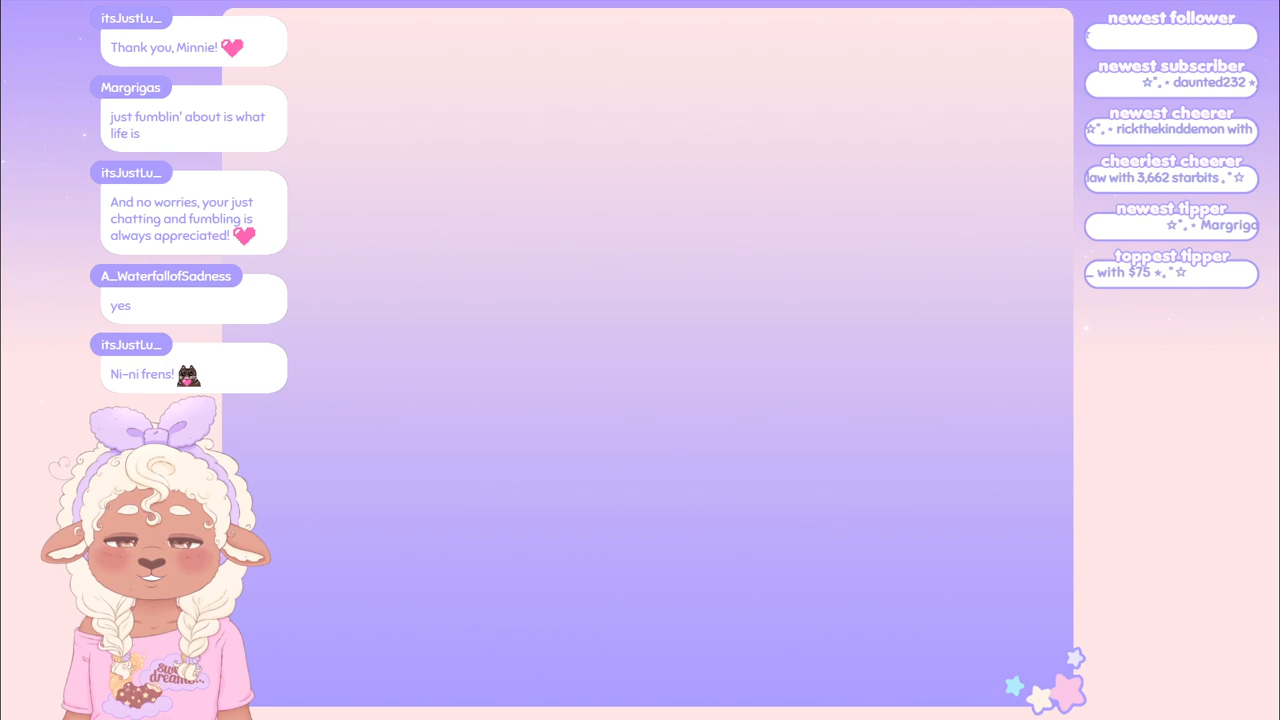 itsJustLu_
Thank you, Minnie!
Margrigas
just fumblin' about is what
life is
itsJustLu_
And no worries, your just
chatting and fumbling is
always appreciated!
A_WaterfallofSadness
yes
itsJustLu_
Ni-ni frens!
dreams...
newest follower
newest subscriber
☆"｡⋆ daunted232 ⋆
newest cheerer
☆"｡⋆ rickthekinddemon with
cheeriest cheerer
law with 3,662 starbits ｡"☆
newest tipper
☆"｡⋆ Margriga
toppest tipper
_ with $75 ⋆｡"☆